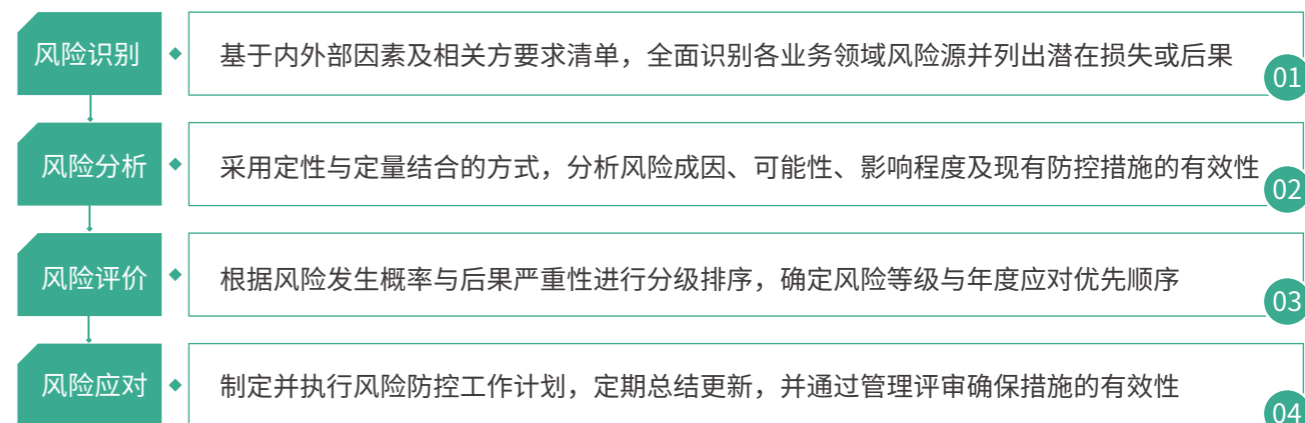 风险识别
基于内外部因素及相关方要求清单，全面识别各业务领域风险源并列出潜在损失或后果
01
风险分析
采用定性与定量结合的方式，分析风险成因、可能性、影响程度及现有防控措施的有效性
02
风险评价
根据风险发生概率与后果严重性进行分级排序，确定风险等级与年度应对优先顺序
03
风险应对
制定并执行风险防控工作计划，定期总结更新，并通过管理评审确保措施的有效性
04